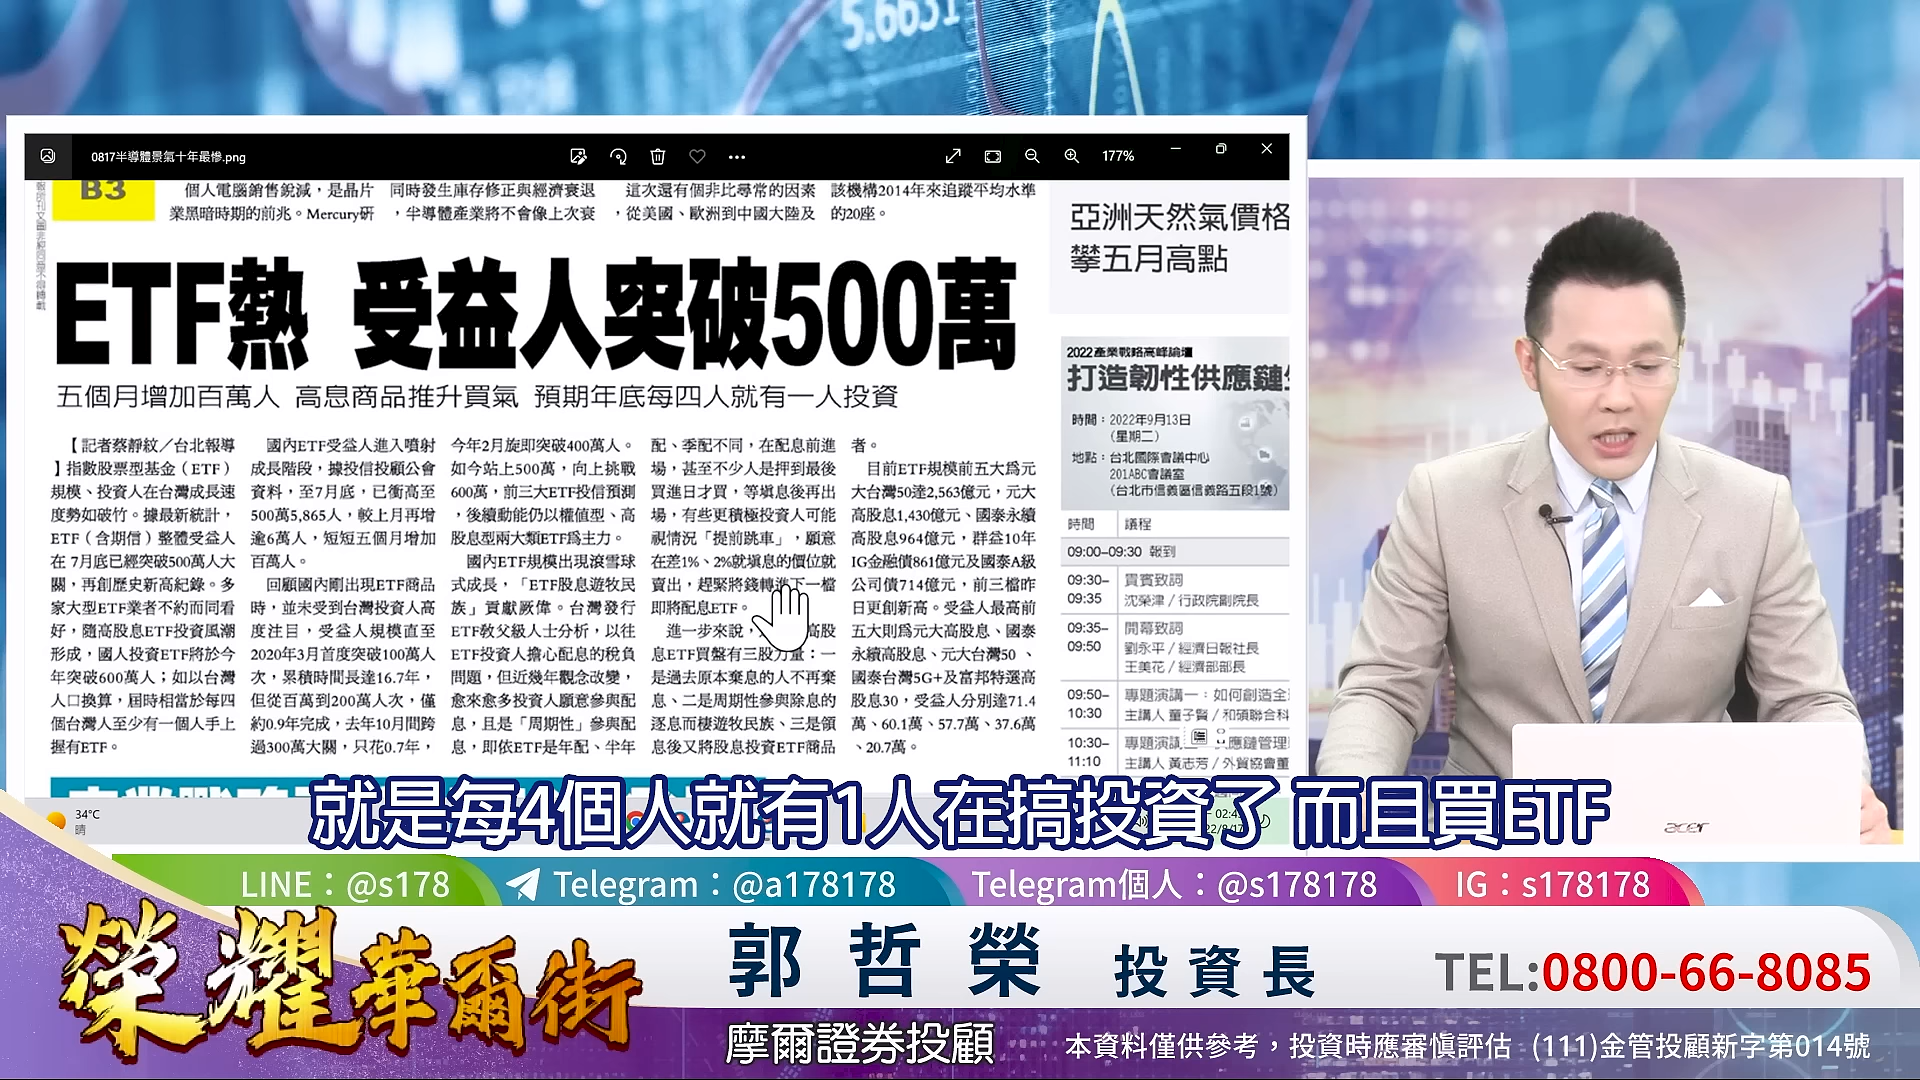 5.6631
0817半導體景氣十年最慘.png
177%
B3
個人電腦銷售銳減，是晶片
業黑暗時期的前兆。Mercury研
同時發生庫存修正與經濟衰退
，半導體產業將不會像上次衰
這次還有個非比尋常的因素
，從美國、歐洲到中國大陸及
該機構2014年來追蹤平均水準
的20座。
ETF熱 受益人突破500萬
五個月增加百萬人 高息商品推升買氣 預期年底每四人就有一人投資
【記者蔡靜紋／台北報導
】指數股票型基金（ETF）
規模、投資人在台灣成長速
度勢如破竹。據最新統計，
ETF（含期信）整體受益人
在 7月底已經突破500萬人大
關，再創歷史新高紀錄。多
家大型ETF業者不約而同看
好，隨高股息ETF投資風潮
形成，國人投資ETF將於今
年突破600萬人；如以台灣
人口換算，屆時相當於每四
個台灣人至少有一個人手上
握有ETF。
國內ETF受益人進入噴射
成長階段，據投信投顧公會
資料，至7月底，已衝高至
500萬5,865人，較上月再增
逾6萬人，短短五個月增加
百萬人。
回顧國內剛出現ETF商品
時，並未受到台灣投資人高
度注目，受益人規模直至
2020年3月首度突破100萬人
次，累積時間長達16.7年，
但從百萬到200萬人次，僅
約0.9年完成，去年10月間跨
過300萬大關，只花0.7年，
今年2月旋即突破400萬人。
如今站上500萬，向上挑戰
600萬，前三大ETF投信預測
，後續動能仍以權值型、高
股息型兩大類ETF為主力。
國內ETF規模出現滾雪球
式成長，「ETF股息遊牧民
族」貢獻厥偉。台灣發行
ETF教父級人士分析，以往
ETF投資人擔心配息的稅負
問題，但近幾年觀念改變，
愈來愈多投資人願意參與配
息，且是「周期性」參與配
息，即依ETF是年配、半年
配、季配不同，在配息前進
場，甚至不少人是押到最後
買進日才買，等填息後再出
場，有些更積極投資人可能
視情況「提前跳車」，願意
在差1%、2%就填息的價位就
賣出，趕緊將錢轉進下一檔
即將配息ETF。
進一步來說，高股
息ETF買盤有三股力量：一
是過去原本棄息的人不再棄
息、二是周期性參與除息的
逐息而棲遊牧民族、三是領
息後又將股息投資ETF商品
者。
目前ETF規模前五大為元
大台灣50達2,563億元，元大
高股息1,430億元、國泰永續
高股息964億元，群益10年
IG金融債861億元及國泰A級
公司債714億元，前三檔昨
日更創新高。受益人最高前
五大則為元大高股息、國泰
永續高股息、元大台灣50 、
國泰台灣5G+及富邦特選高
股息30，受益人分別達71.4
萬、60.1萬、57.7萬、37.6萬
、20.7萬。
亞洲天然氣價格
攀五月高點
2022產業戰略高峰論壇
打造韌性供應鏈
時間：2022年9月13日
（星期二）
地點：台北國際會議中心
201ABC會議室
（台北市信義區信義路五段1號）
時間 議程
09:00–09:30 報到
09:30– 貴賓致詞
09:35 沈榮津 / 行政院副院長
09:35– 開幕致詞
09:50 劉永平 / 經濟日報社長
王美花 / 經濟部部長
09:50– 專題演講一：如何創造全
10:30 主講人 童子賢 / 和碩聯合科
10:30– 專題演講 應鏈管理
11:10 主講人 黃志芳 / 外貿協會董
34°C
晴
就是每4個人就有1人在搞投資了 而且買ETF
acer
LINE：@s178
Telegram：@a178178
Telegram個人：@s178178
IG：s178178
榮耀華爾街
郭哲榮 投資長
TEL:0800-66-8085
摩爾證券投顧
本資料僅供參考，投資時應審慎評估 (111)金管投顧新字第014號